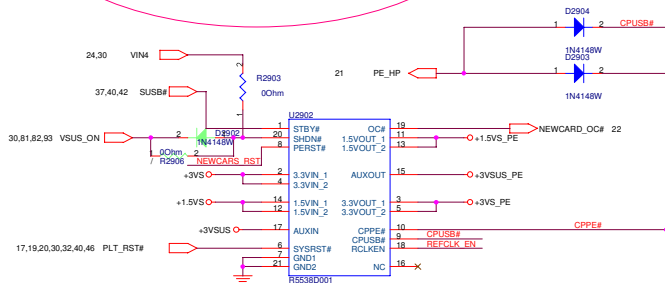 D2904
1 2 CPUSB#
1N4148W
24,30 VIN4
2 R2903
0Ohm
1
21 PE_HP
D2903
1 2
1N4148W
37,40,42 SUSB#
U2902
30,81,82,93 VSUS_ON
2 D2902 1
1N4148W
0Ohm
R2906
NEWCARS_RST
1 STBY# OC# 19 NEWCARD_OC# 22
20 SHDN# 1.5VOUT_1 11 +1.5VS_PE
8 PERST# 1.5VOUT_2 13
+3VS 2 3.3VIN_1 AUXOUT 15 +3VSUS_PE
4 3.3VIN_2
+1.5VS 14 1.5VIN_1 3.3VOUT_1 3 +3VS_PE
12 1.5VIN_2 3.3VOUT_2 5
+3VSUS 17 AUXIN CPPE# 10 CPPE#
CPUSB# 9 CPUSB#
17,19,20,30,32,40,46 PLT_RST# 6 SYSRST# RCLKEN 18 REFCLK_EN
7 GND1
21 GND2 NC 16
R5538D001